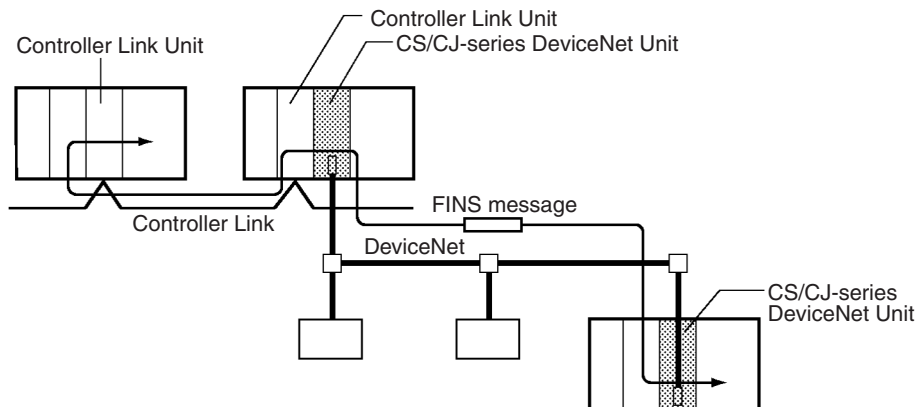 Controller Link Unit
CS/CJ-series DeviceNet Unit
Controller Link Unit
FINS message
Controller Link
DeviceNet
CS/CJ-series
DeviceNet Unit